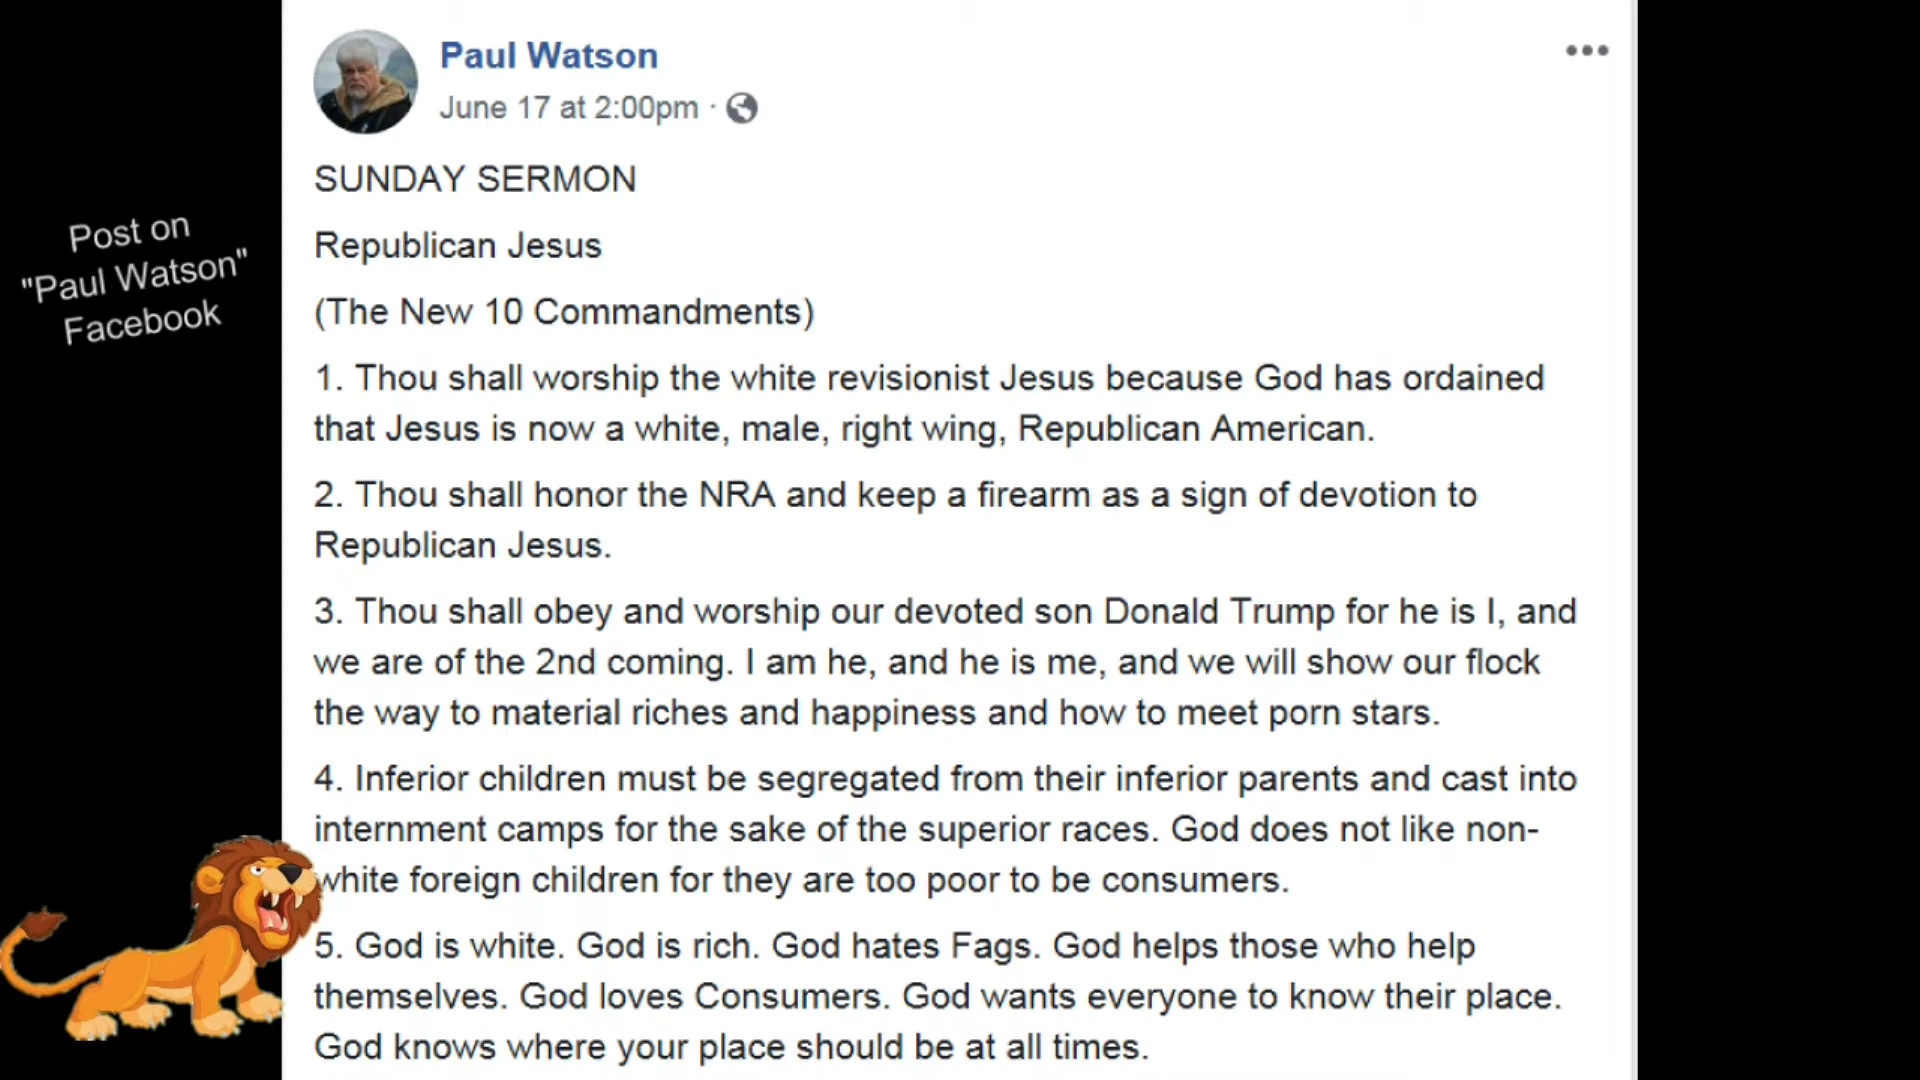 Paul Watson
June 17 at 2:00pm ·
SUNDAY SERMON
Republican Jesus
(The New 10 Commandments)
1. Thou shall worship the white revisionist Jesus because God has ordained
that Jesus is now a white, male, right wing, Republican American.
2. Thou shall honor the NRA and keep a firearm as a sign of devotion to
Republican Jesus.
3. Thou shall obey and worship our devoted son Donald Trump for he is I, and
we are of the 2nd coming. I am he, and he is me, and we will show our flock
the way to material riches and happiness and how to meet porn stars.
4. Inferior children must be segregated from their inferior parents and cast into
internment camps for the sake of the superior races. God does not like non-
white foreign children for they are too poor to be consumers.
5. God is white. God is rich. God hates Fags. God helps those who help
themselves. God loves Consumers. God wants everyone to know their place.
God knows where your place should be at all times.
Post on
"Paul Watson"
Facebook